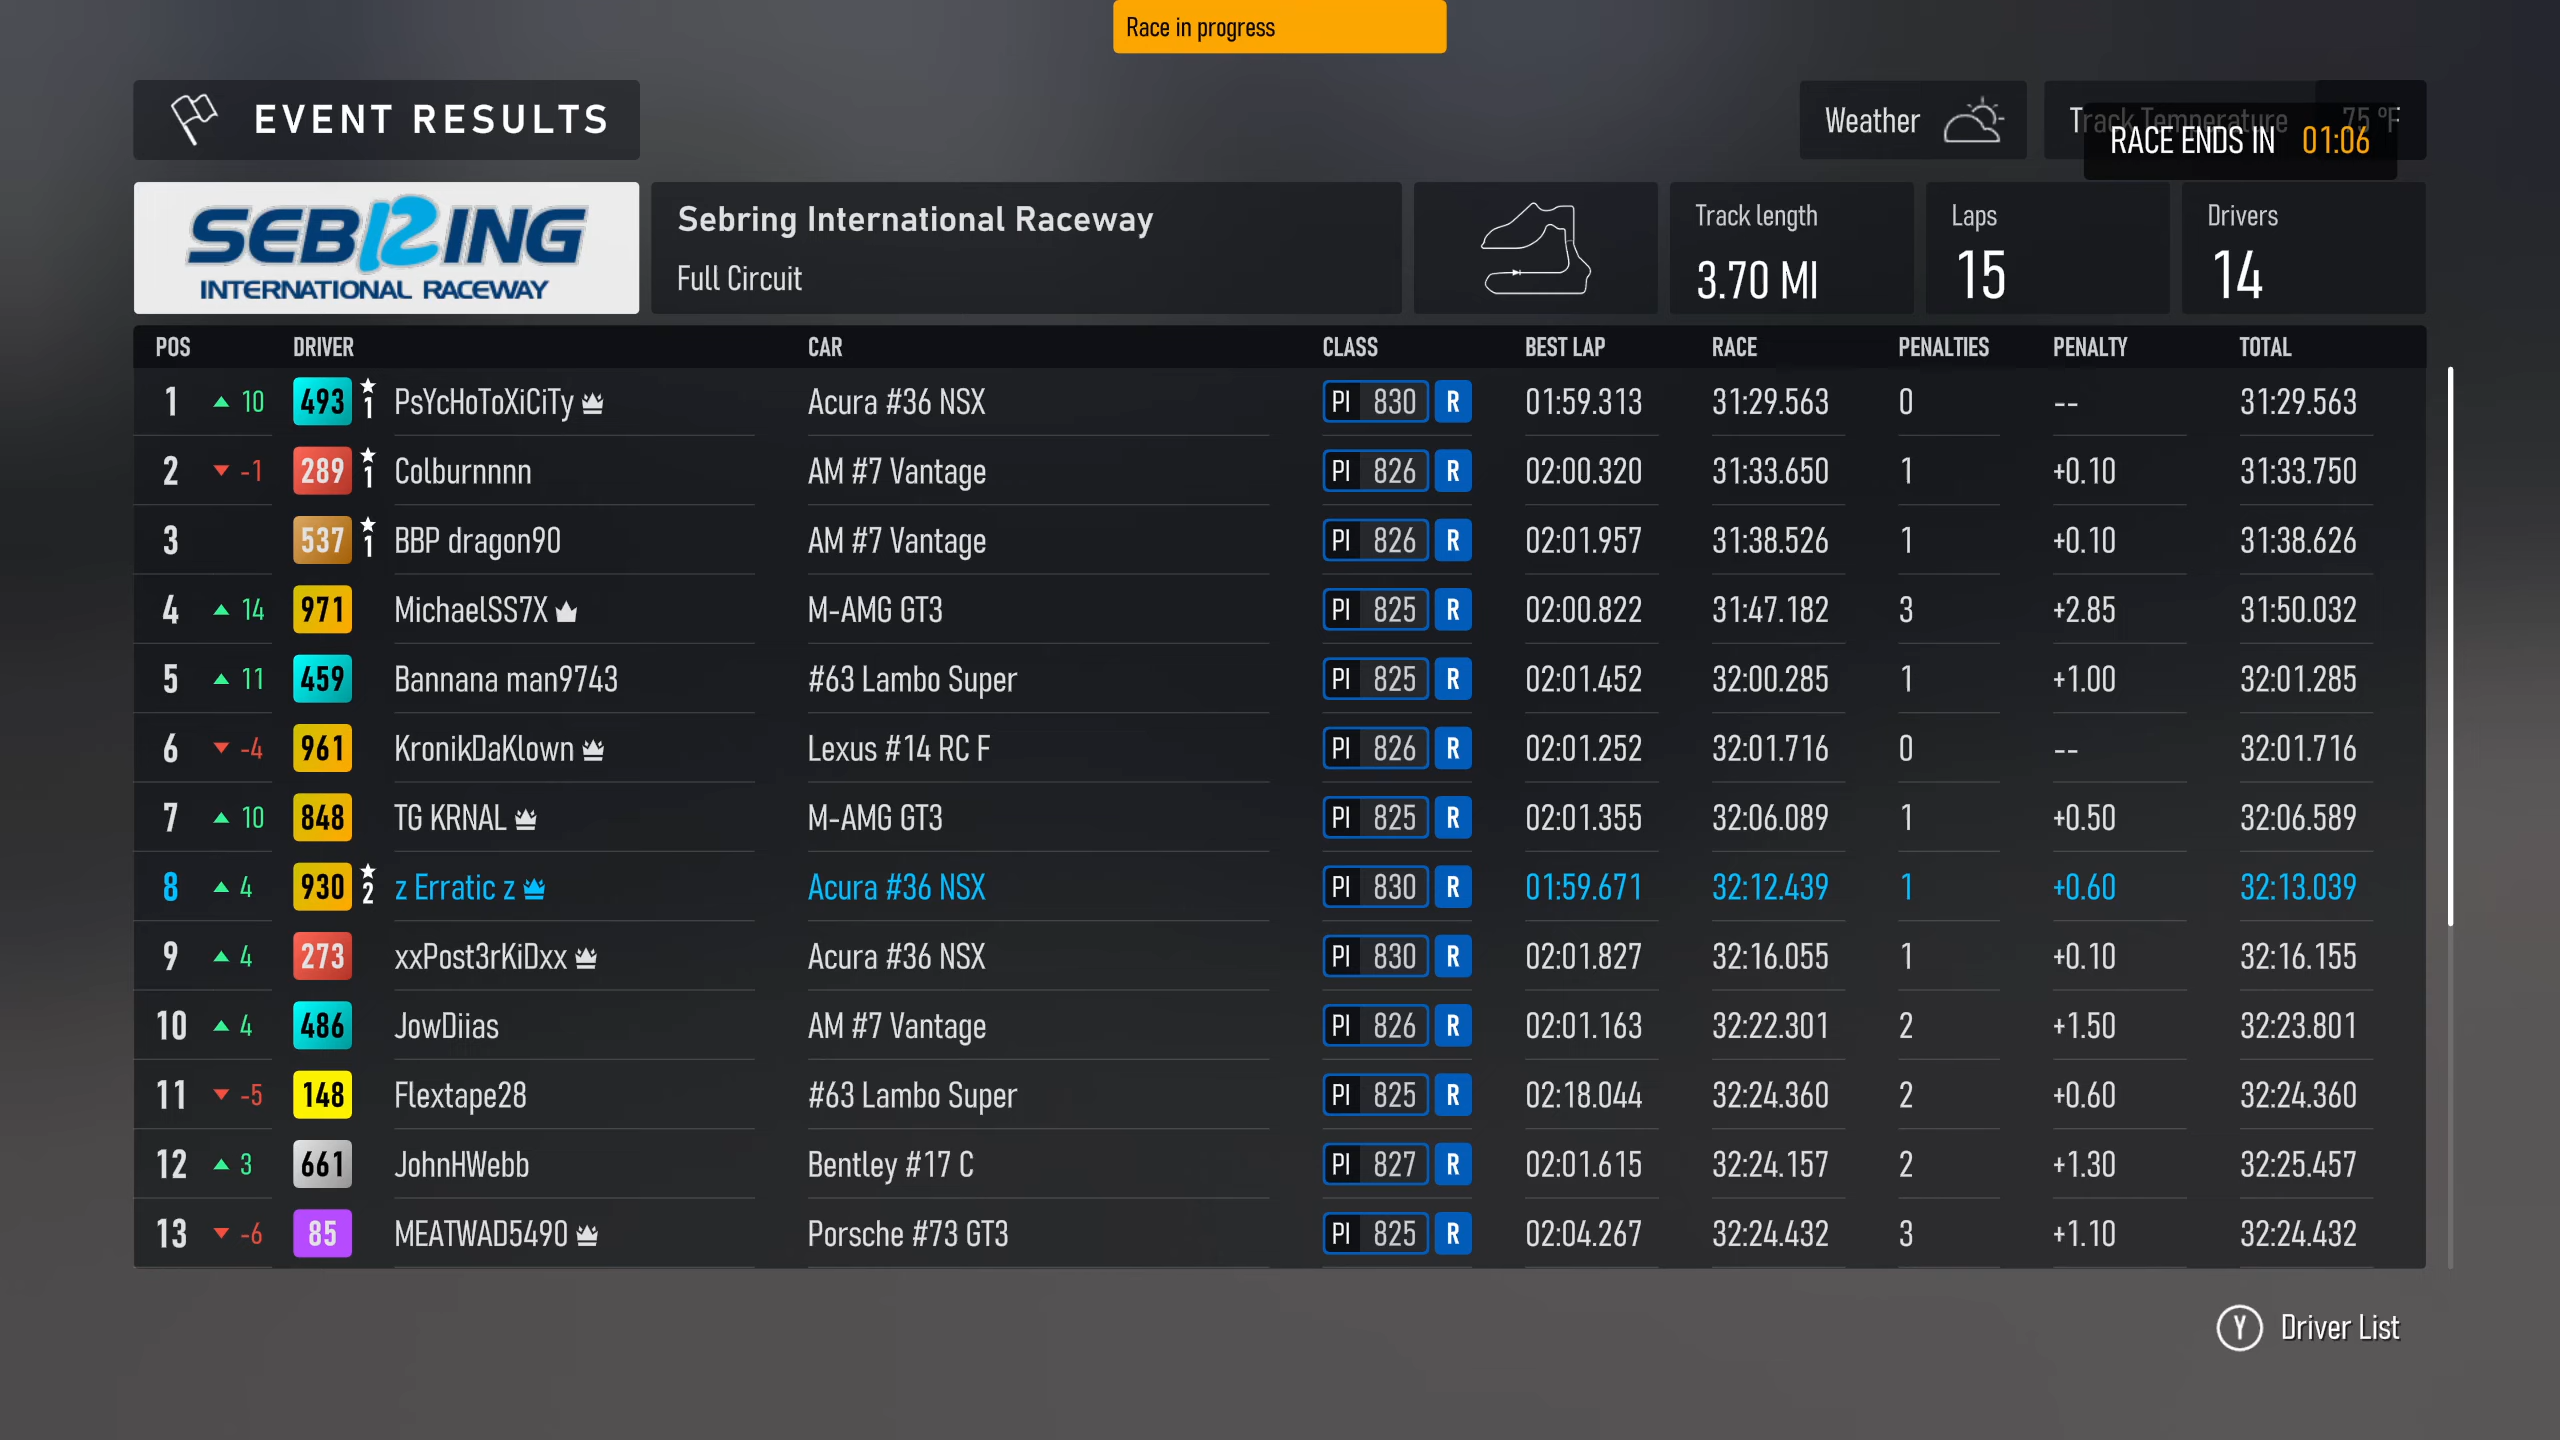 Race in progress
EVENT RESULTS
Weather
Track Temperature 75 °F
RACE ENDS IN 01:06
SEBRING
INTERNATIONAL RACEWAY
Sebring International Raceway
Full Circuit
Track length
3.70 MI
Laps
15
Drivers
14
POS DRIVER CAR CLASS BEST LAP RACE PENALTIES PENALTY TOTAL
1 10 493 1 PsYcHoToXiCiTy Acura #36 NSX PI 830 R 01:59.313 31:29.563 0 -- 31:29.563
2 -1 289 1 Colburnnnn AM #7 Vantage PI 826 R 02:00.320 31:33.650 1 +0.10 31:33.750
3 537 1 BBP dragon90 AM #7 Vantage PI 826 R 02:01.957 31:38.526 1 +0.10 31:38.626
4 14 971 MichaelSS7X M-AMG GT3 PI 825 R 02:00.822 31:47.182 3 +2.85 31:50.032
5 11 459 Bannana man9743 #63 Lambo Super PI 825 R 02:01.452 32:00.285 1 +1.00 32:01.285
6 -4 961 KronikDaKlown Lexus #14 RC F PI 826 R 02:01.252 32:01.716 0 -- 32:01.716
7 10 848 TG KRNAL M-AMG GT3 PI 825 R 02:01.355 32:06.089 1 +0.50 32:06.589
8 4 930 2 z Erratic z Acura #36 NSX PI 830 R 01:59.671 32:12.439 1 +0.60 32:13.039
9 4 273 xxPost3rKiDxx Acura #36 NSX PI 830 R 02:01.827 32:16.055 1 +0.10 32:16.155
10 4 486 JowDiias AM #7 Vantage PI 826 R 02:01.163 32:22.301 2 +1.50 32:23.801
11 -5 148 Flextape28 #63 Lambo Super PI 825 R 02:18.044 32:24.360 2 +0.60 32:24.360
12 3 661 JohnHWebb Bentley #17 C PI 827 R 02:01.615 32:24.157 2 +1.30 32:25.457
13 -6 85 MEATWAD5490 Porsche #73 GT3 PI 825 R 02:04.267 32:24.432 3 +1.10 32:24.432
Y Driver List